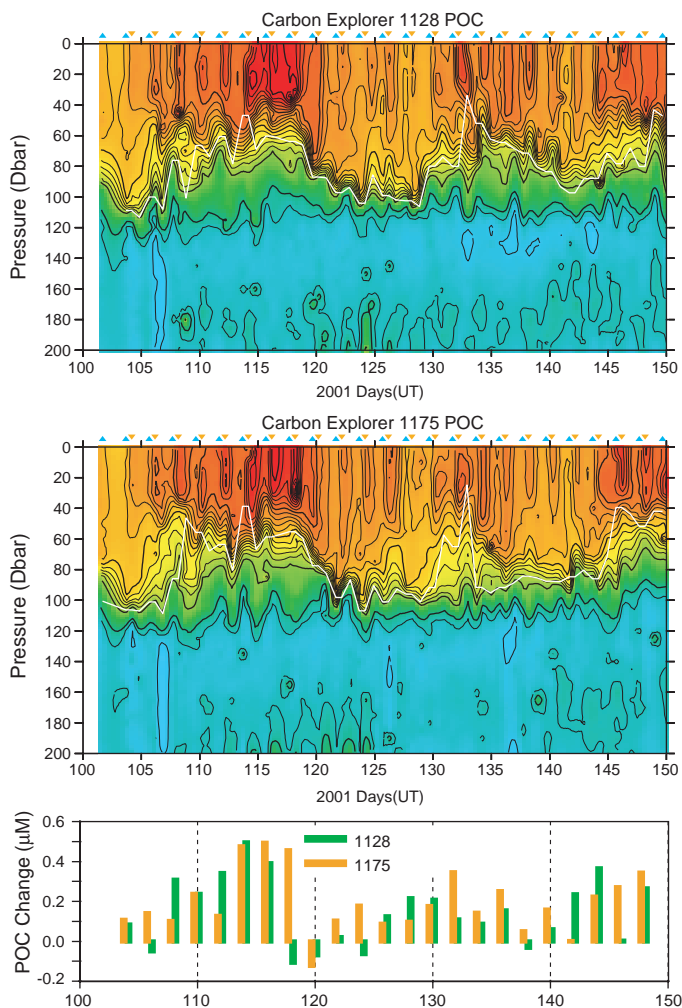 Carbon Explorer 1128 POC
0
20
40
60
80
100
120
140
160
180
200
Pressure (Dbar)
100 105 110 115 120 125 130 135 140 145 150
2001 Days(UT)
Carbon Explorer 1175 POC
0
20
40
60
80
100
120
140
160
180
200
Pressure (Dbar)
100 105 110 115 120 125 130 135 140 145 150
2001 Days(UT)
0.6
0.4
0.2
0.0
-0.2
POC Change (µM)
1128
1175
100 110 120 130 140 150